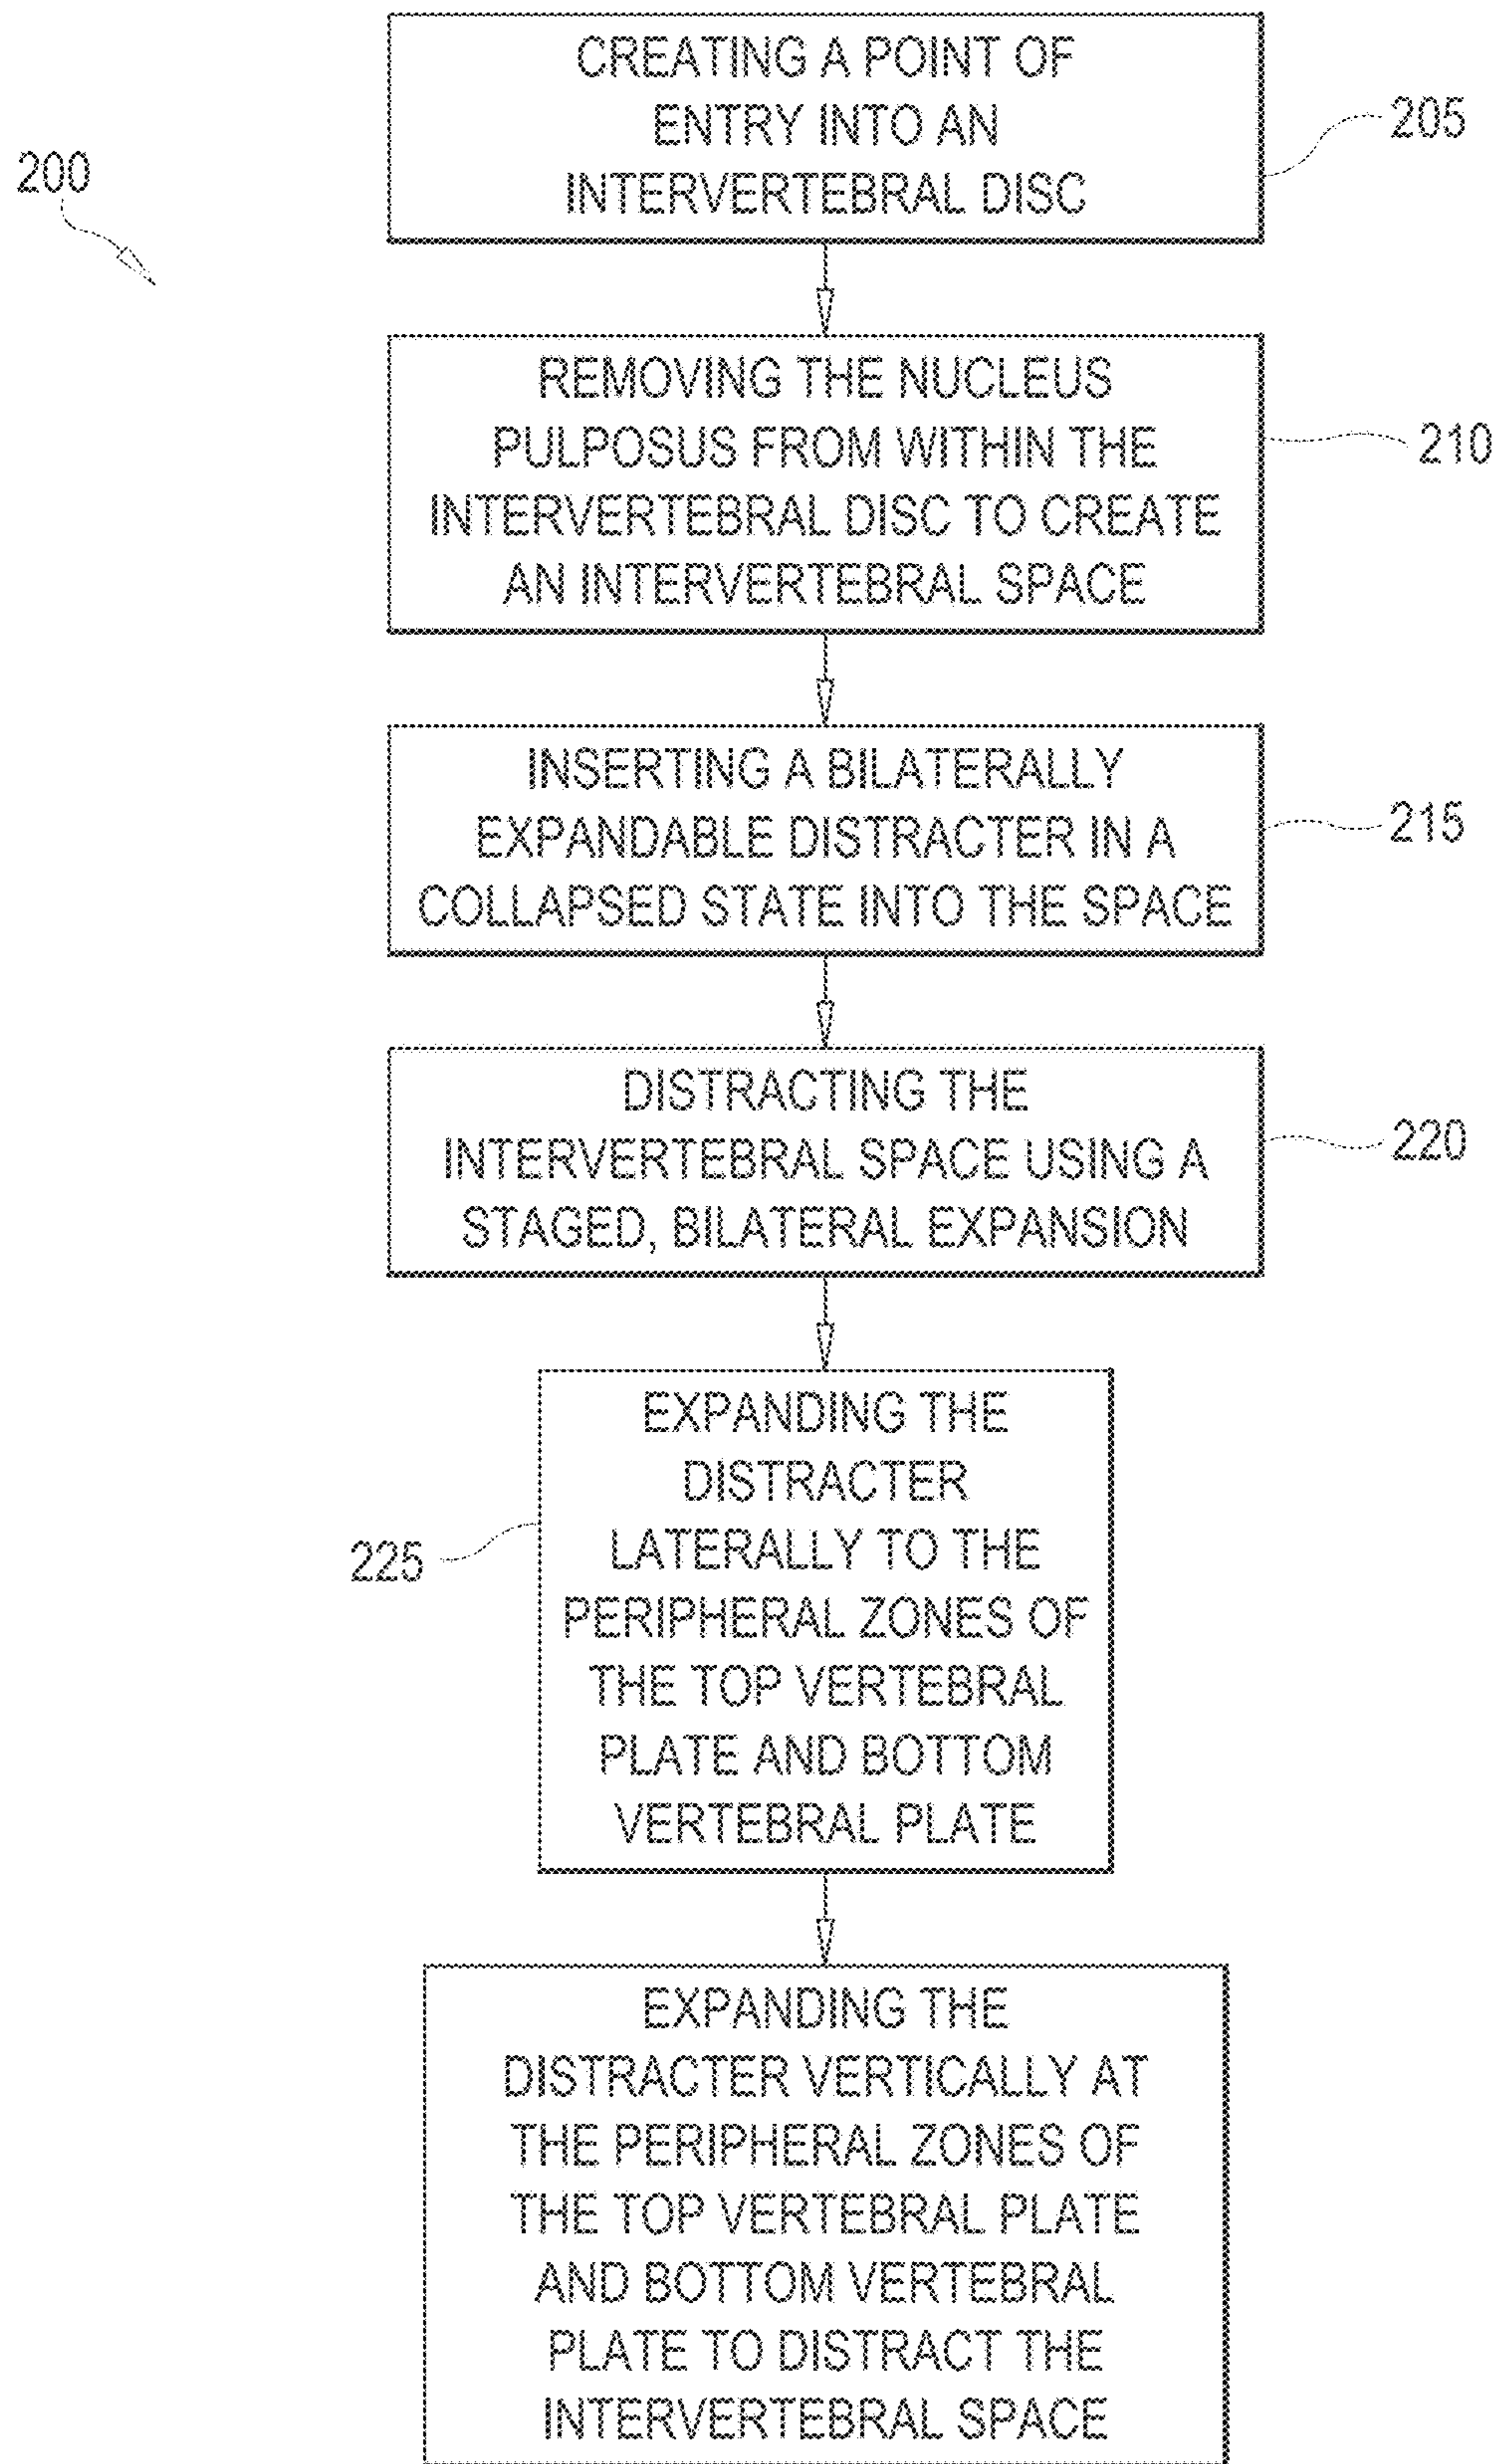 200
CREATING A POINT OF
ENTRY INTO AN
INTERVERTEBRAL DISC
205
REMOVING THE NUCLEUS
PULPOSUS FROM WITHIN THE
INTERVERTEBRAL DISC TO CREATE
AN INTERVERTEBRAL SPACE
210
INSERTING A BILATERALLY
EXPANDABLE DISTRACTER IN A
COLLAPSED STATE INTO THE SPACE
215
DISTRACTING THE
INTERVERTEBRAL SPACE USING A
STAGED, BILATERAL EXPANSION
220
EXPANDING THE
DISTRACTER
LATERALLY TO THE
PERIPHERAL ZONES OF
THE TOP VERTEBRAL
PLATE AND BOTTOM
VERTEBRAL PLATE
225
EXPANDING THE
DISTRACTER VERTICALLY AT
THE PERIPHERAL ZONES OF
THE TOP VERTEBRAL PLATE
AND BOTTOM VERTEBRAL
PLATE TO DISTRACT THE
INTERVERTEBRAL SPACE